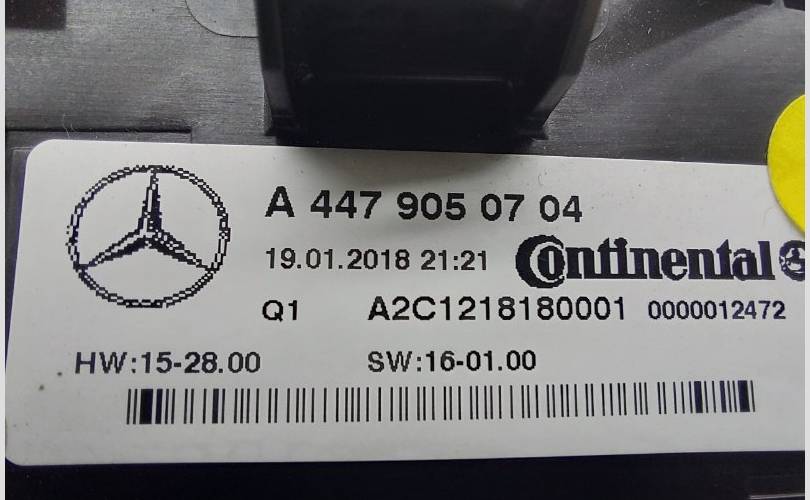 A 447 905 07 04
19.01.2018 21:21 Continental
Q1 A2C1218180001 0000012472
HW:15-28.00 SW:16-01.00